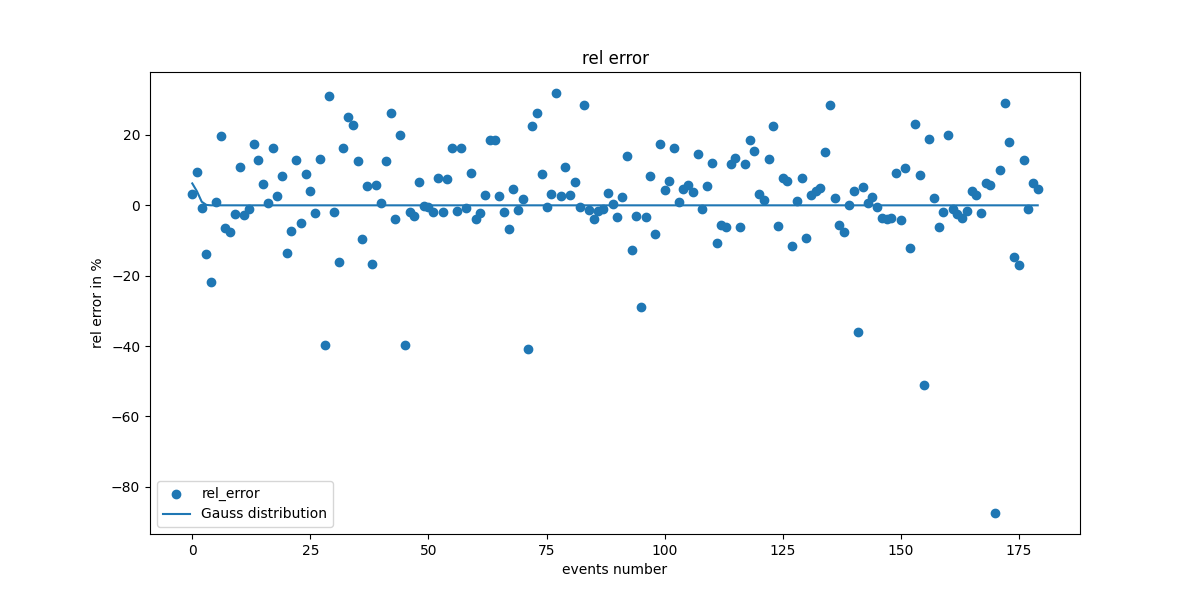 rel error
rel error in %
20
0
−20
−40
−60
−80
rel_error
Gauss distribution
0 25 50 75 100 125 150 175
events number